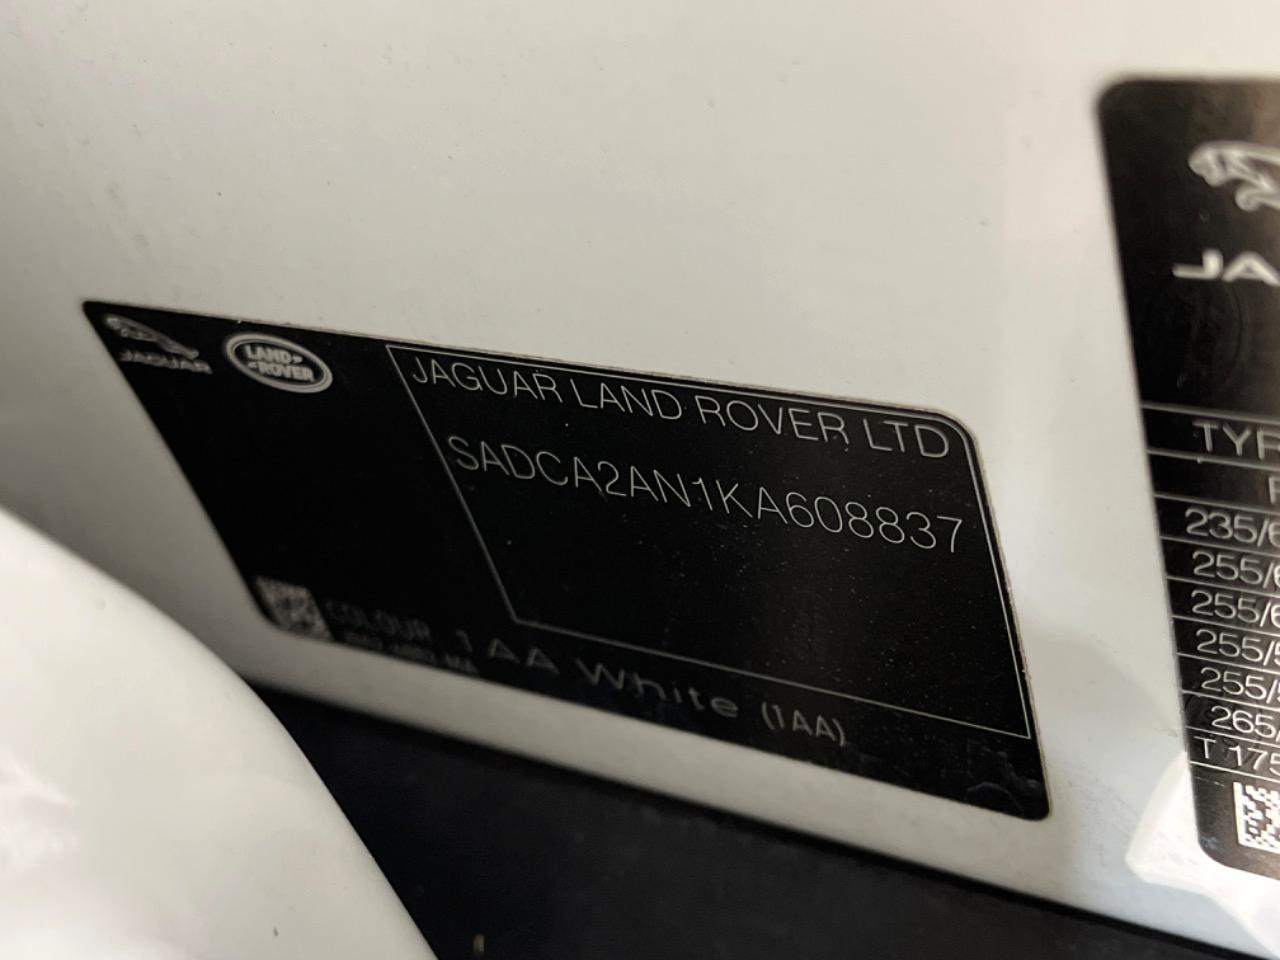 JAGUAR
LAND
ROVER
JAGUAR LAND ROVER LTD
SADCA2AN1KA608837
COLOUR
1AA White (1AA)
JA
TYR
235/6
255/6
255/6
255/5
255/
265/
T 175